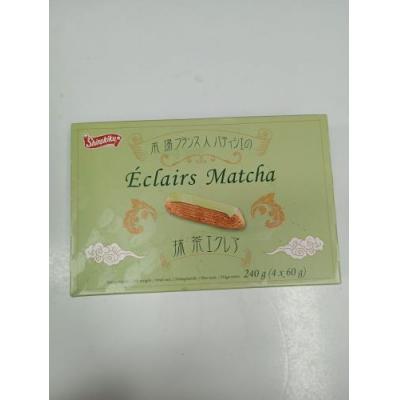 Shirakiku
本場フランス人パティシエの
Éclairs Matcha
抹茶エクレア
240 g (4 x 60 g)